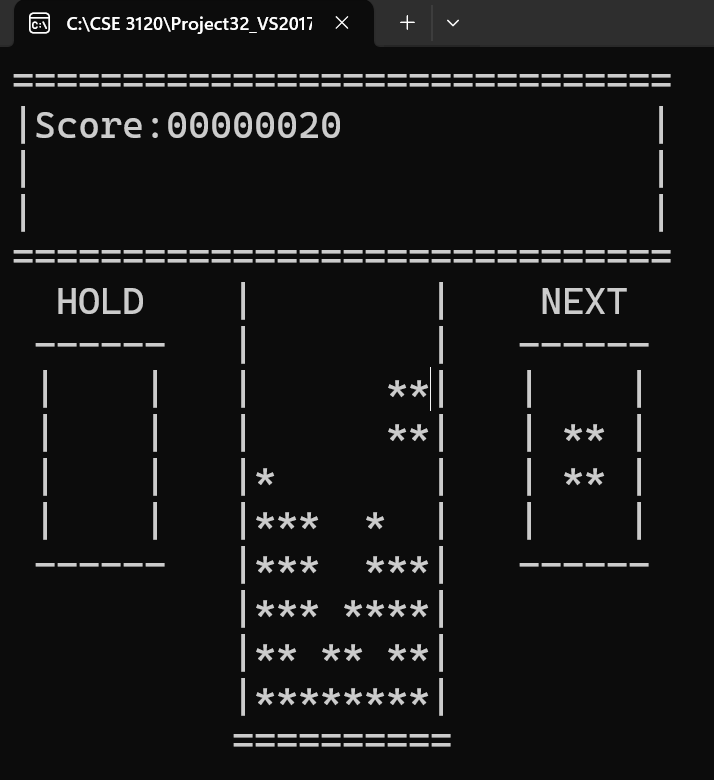 C:\CSE 3120\Project32_VS2017
==============================
|Score:00000020              |
|                            |
|                            |
==============================
  HOLD    |        |    NEXT
 ------   |        |   ------
 |    |   |      **|   |    |
 |    |   |      **|   | ** |
 |    |   |*       |   | ** |
 |    |   |***  *  |   |    |
 ------   |***  ***|   ------
          |*** ****|
          |** ** **|
          |********|
          ==========